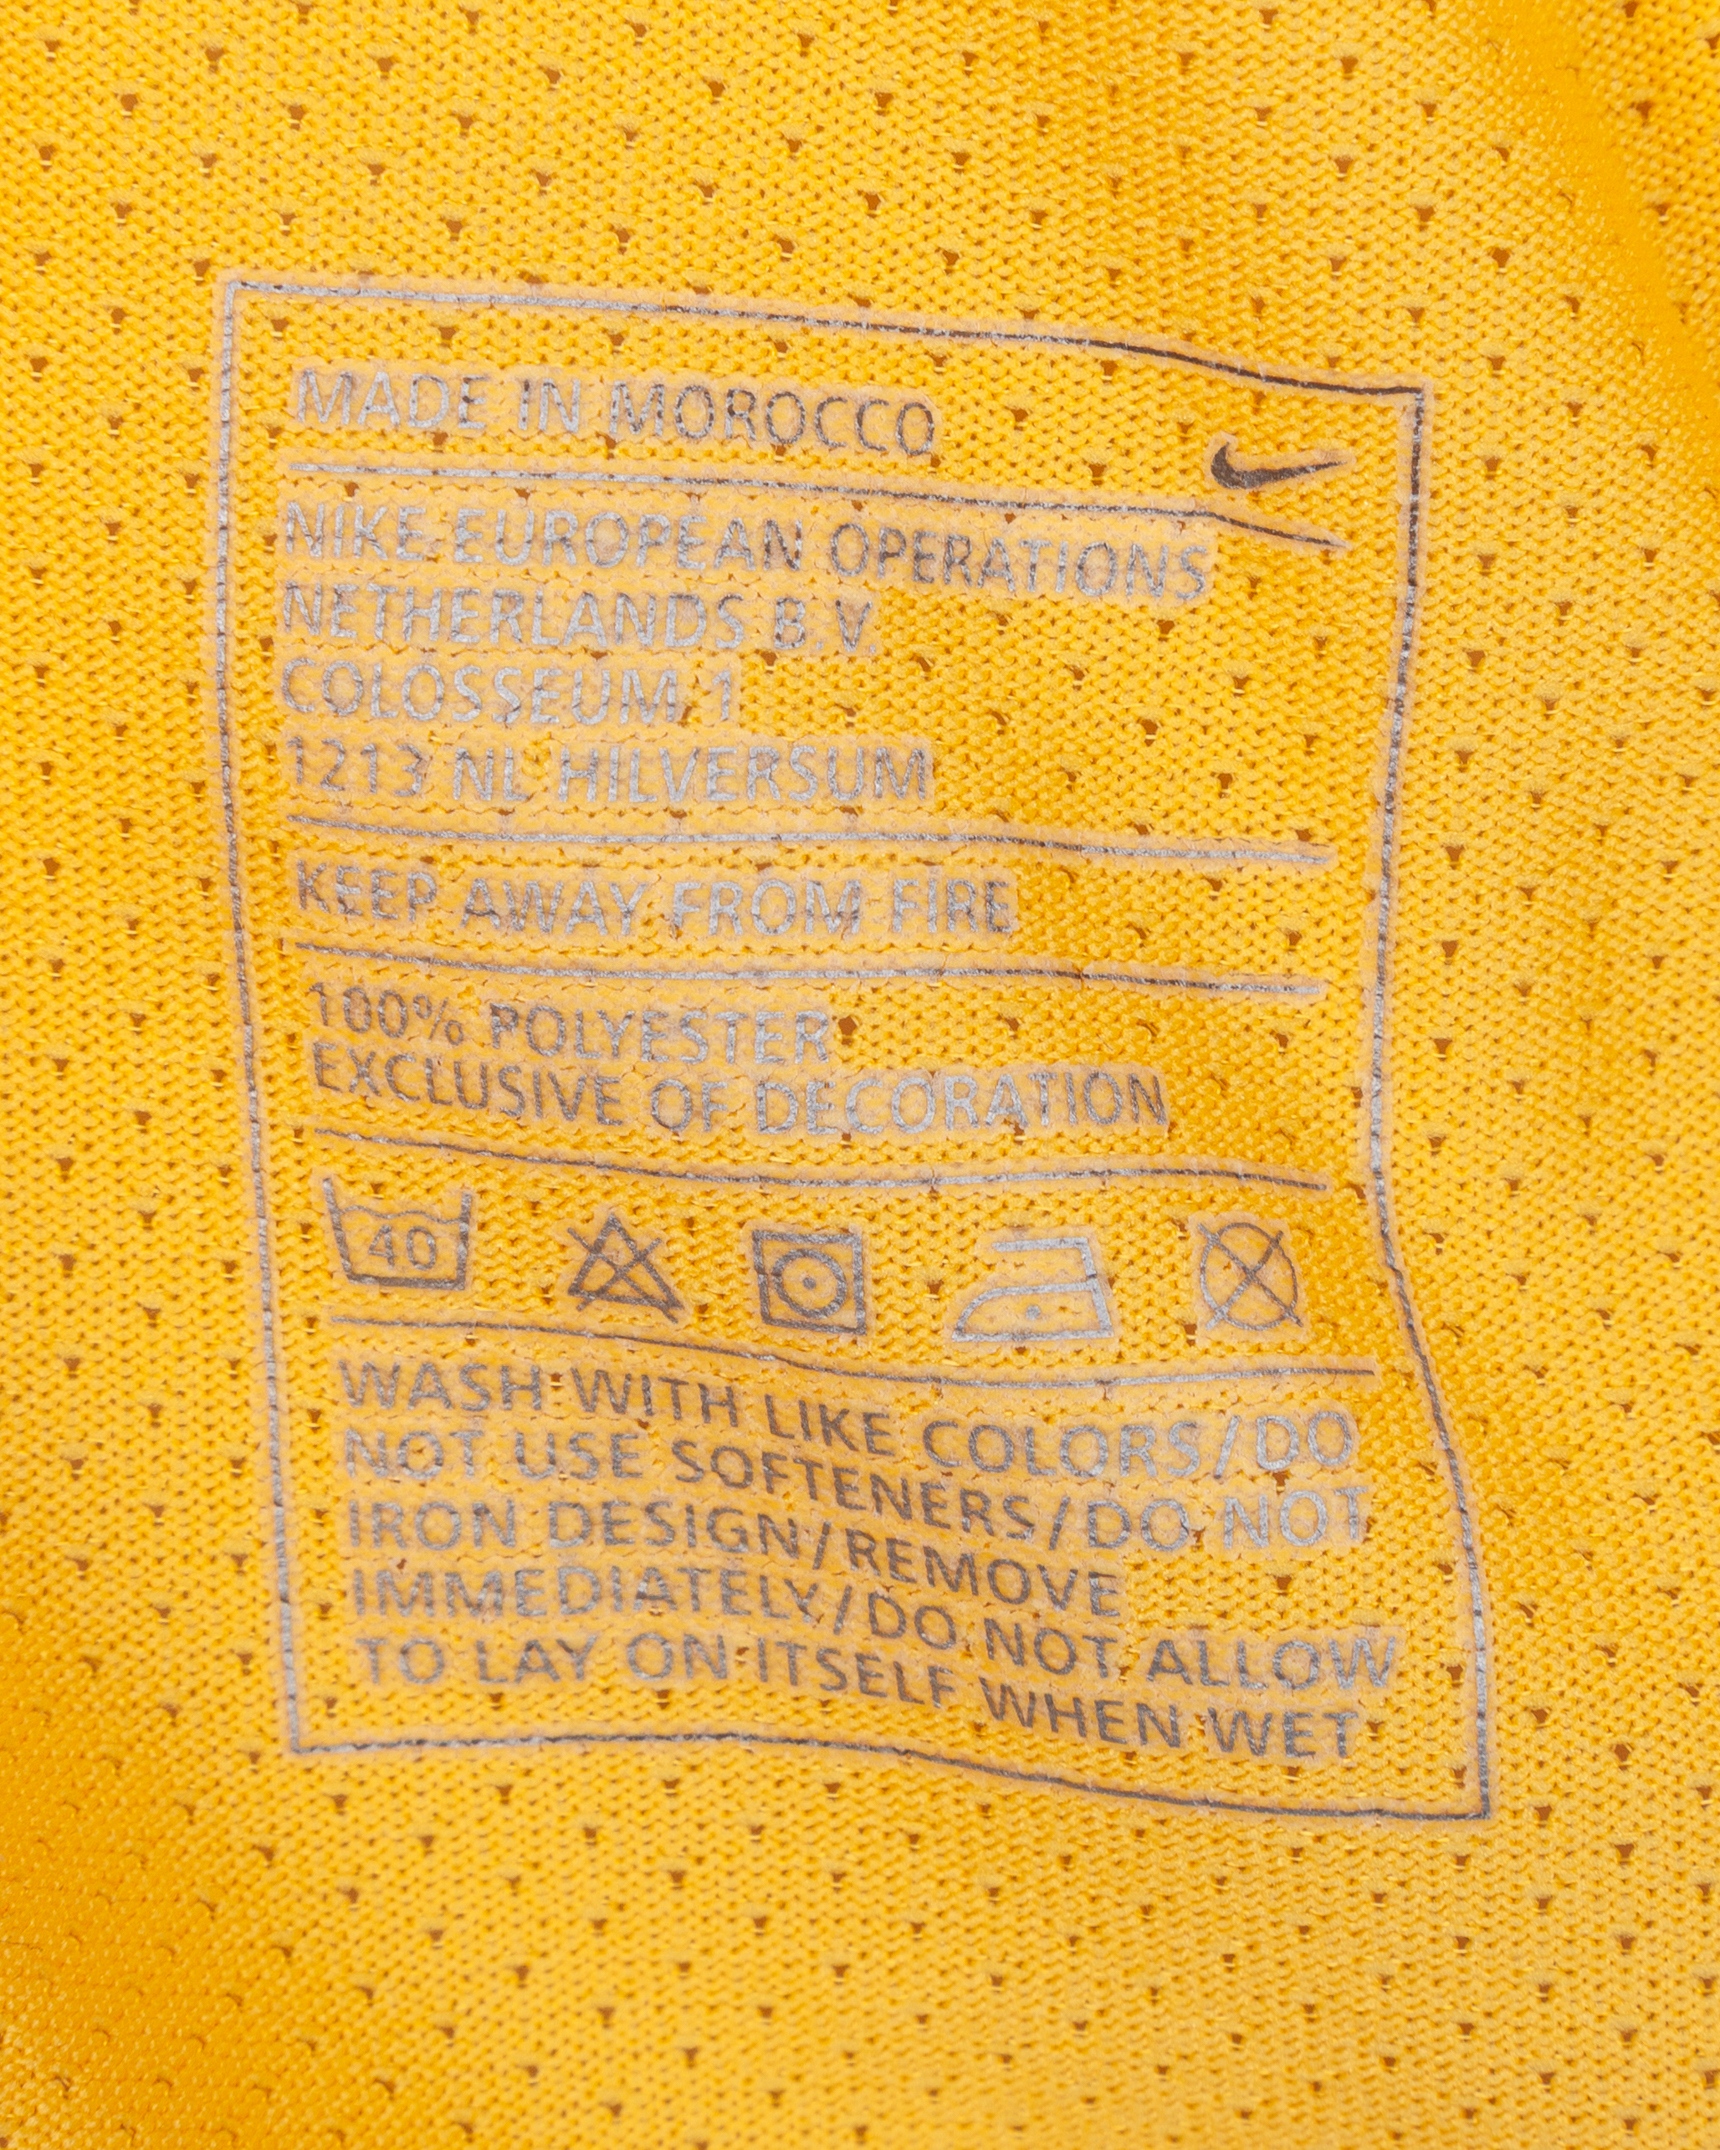 MADE IN MOROCCO
NIKE EUROPEAN OPERATIONS
NETHERLANDS B.V.
COLOSSEUM 1
1213 NL HILVERSUM
KEEP AWAY FROM FIRE
100% POLYESTER
EXCLUSIVE OF DECORATION
40
WASH WITH LIKE COLORS/DO
NOT USE SOFTENERS/DO NOT
IRON DESIGN/REMOVE
IMMEDIATELY/DO NOT ALLOW
TO LAY ON ITSELF WHEN WET